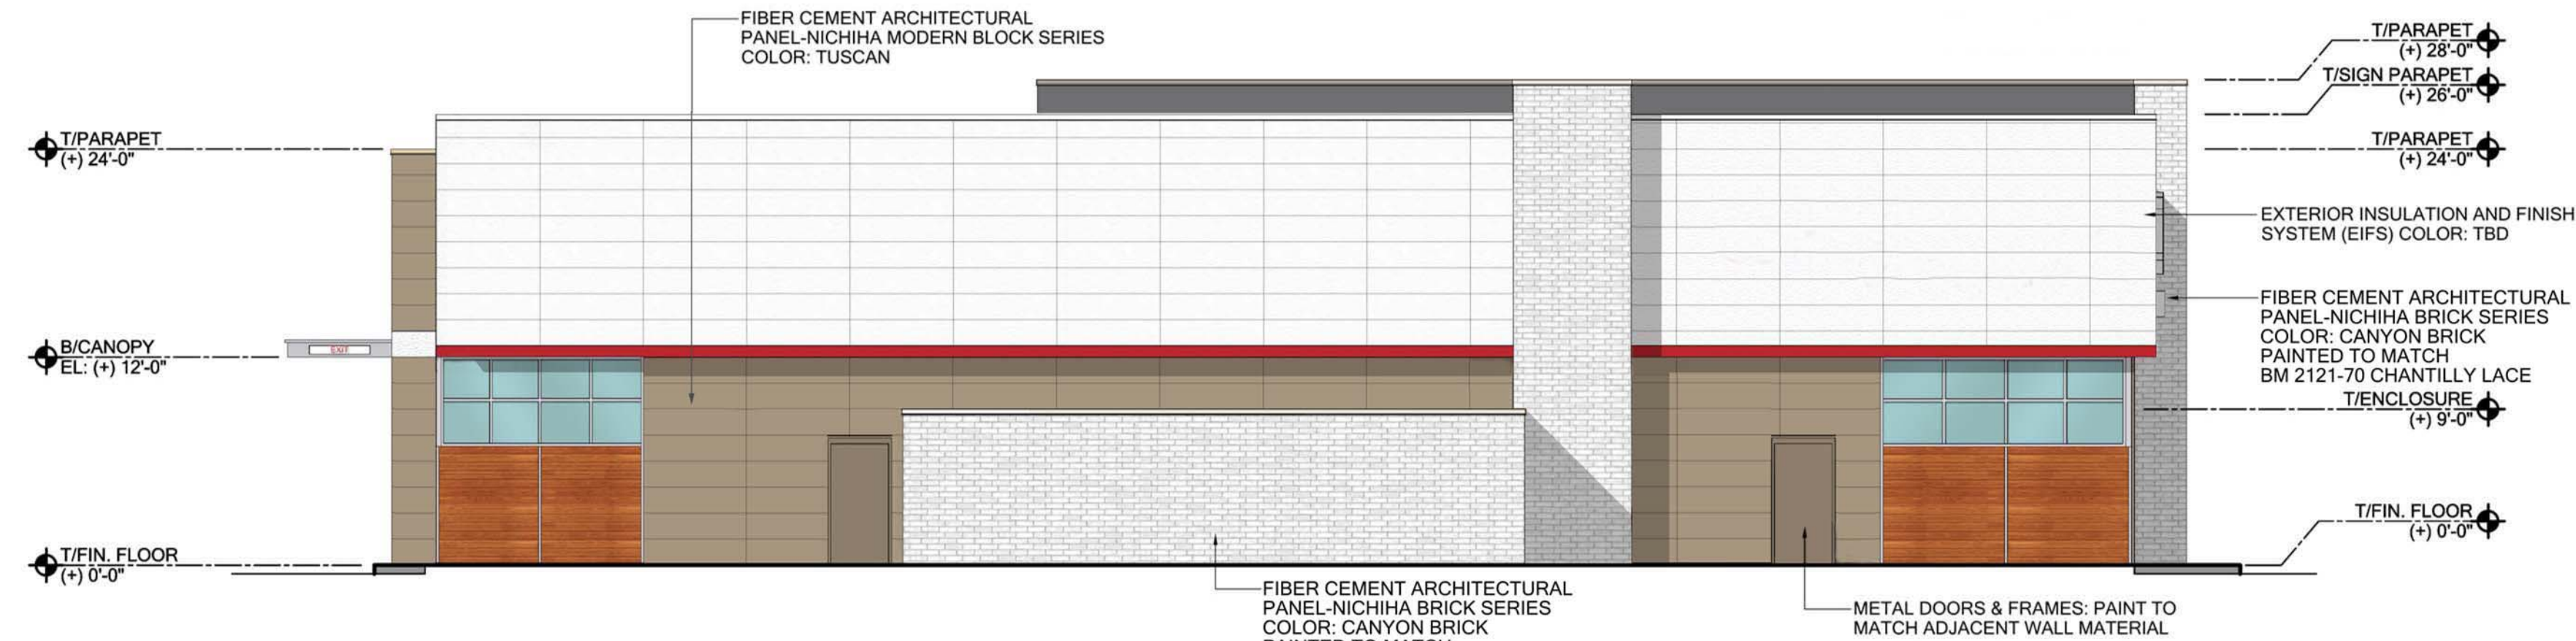 FIBER CEMENT ARCHITECTURAL
PANEL-NICHIHA MODERN BLOCK SERIES
COLOR: TUSCAN
T/PARAPET
(+) 28'-0"
T/SIGN PARAPET
(+) 26'-0"
T/PARAPET
(+) 24'-0"
T/PARAPET
(+) 24'-0"
EXTERIOR INSULATION AND FINISH
SYSTEM (EIFS) COLOR: TBD
FIBER CEMENT ARCHITECTURAL
PANEL-NICHIHA BRICK SERIES
COLOR: CANYON BRICK
PAINTED TO MATCH
BM 2121-70 CHANTILLY LACE
B/CANOPY
EL: (+) 12'-0"
EXIT
T/ENCLOSURE
(+) 9'-0"
T/FIN. FLOOR
(+) 0'-0"
T/FIN. FLOOR
(+) 0'-0"
FIBER CEMENT ARCHITECTURAL
PANEL-NICHIHA BRICK SERIES
COLOR: CANYON BRICK
PAINTED TO MATCH
METAL DOORS & FRAMES: PAINT TO
MATCH ADJACENT WALL MATERIAL